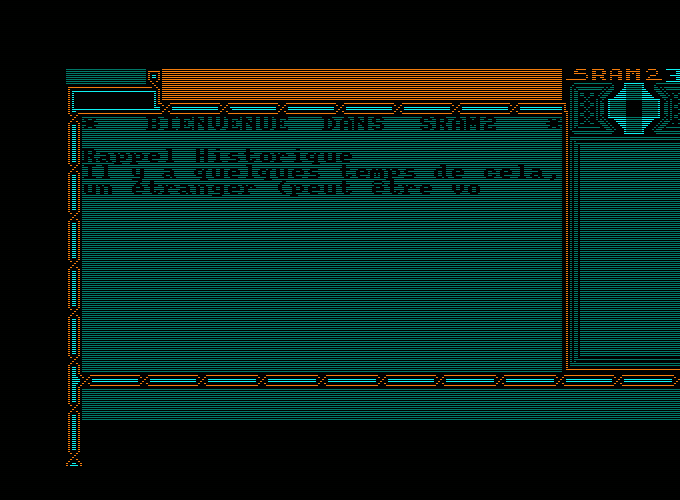 SRAM2
* BIENVENUE DANS SRAM2 *
Rappel Historique
Il y a quelques temps de cela,
un étranger (peut être vo